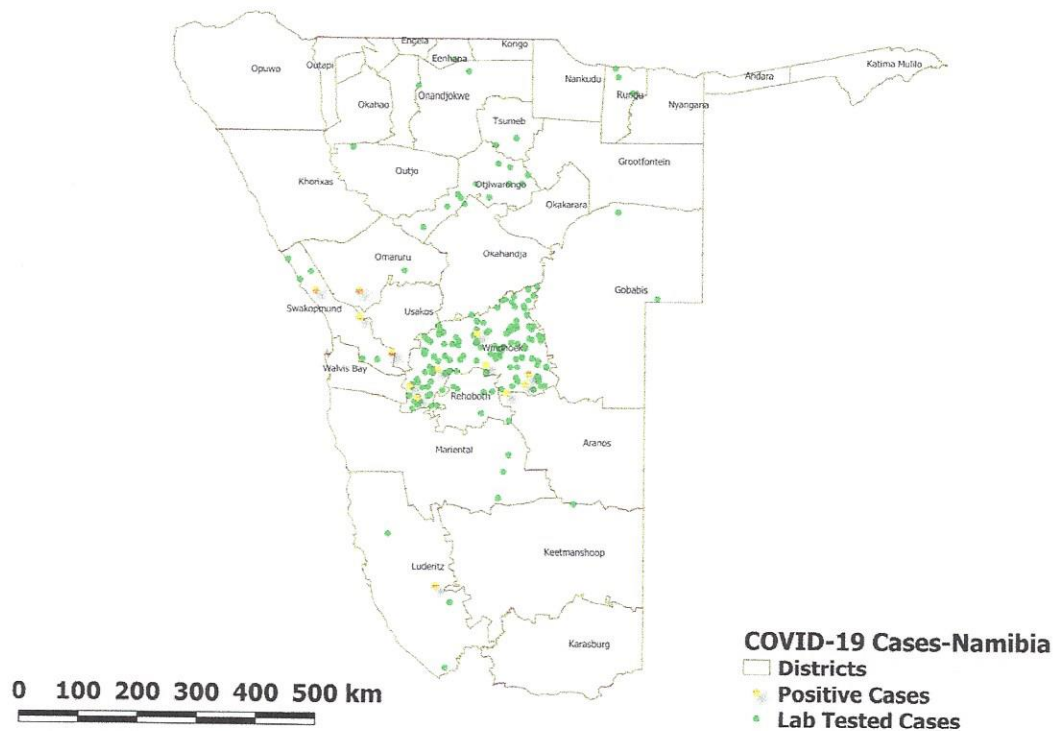 Engela
Kongo
Eenhana
Opuwo
Outapi
Nankudu
Andara
Katima Mulilo
Onandjokwe
Rundu
Okahao
Nyangana
Tsumeb
Grootfontein
Outjo
Khorixas
Otjiwarongo
Okakarara
Okahandja
Omaruru
Gobabis
Swakopmund
Usakos
Windhoek
Walvis Bay
Rehoboth
Aranos
Mariental
Keetmanshoop
Luderitz
Karasburg
COVID-19 Cases-Namibia
Districts
Positive Cases
Lab Tested Cases
0 100 200 300 400 500 km